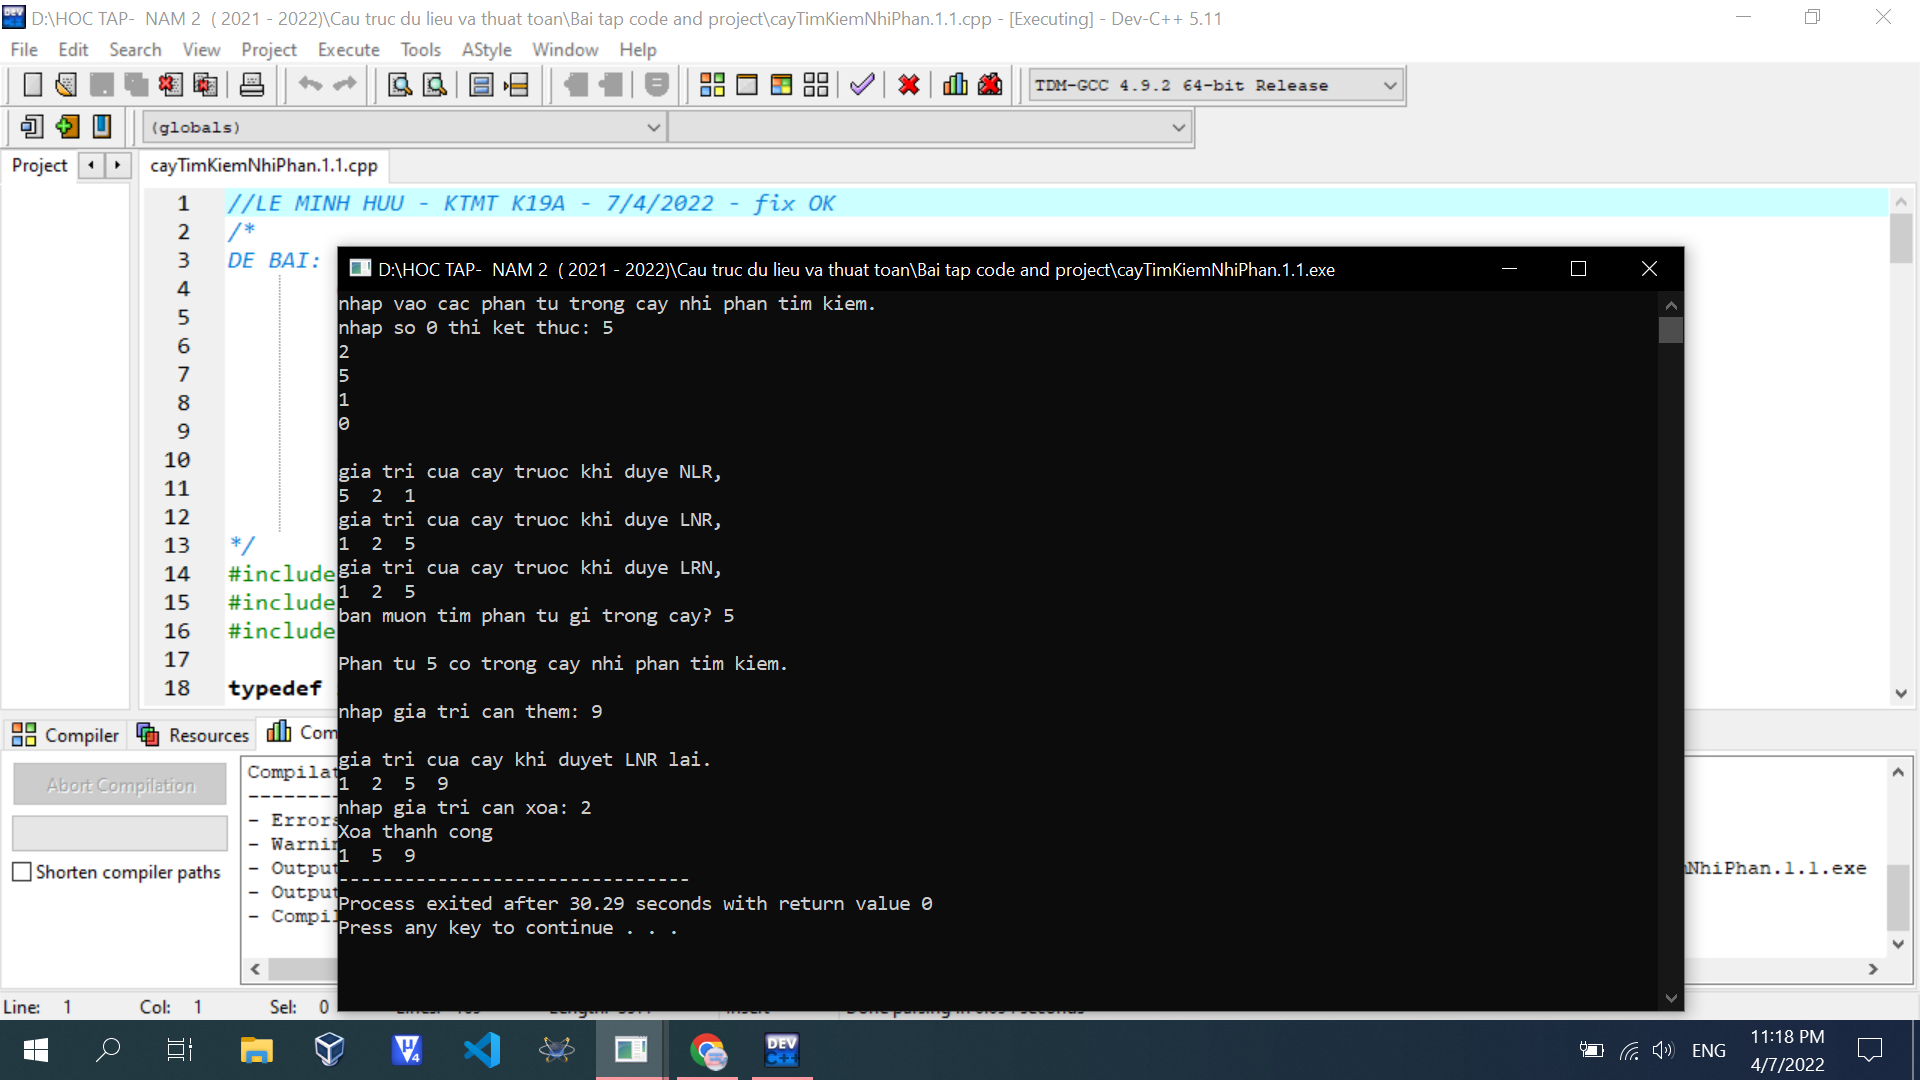 D:\HOC TAP-  NAM 2  ( 2021 - 2022)\Cau truc du lieu va thuat toan\Bai tap code and project\cayTimKiemNhiPhan.1.1.cpp - [Executing] - Dev-C++ 5.11
File Edit Search View Project Execute Tools AStyle Window Help
TDM-GCC 4.9.2 64-bit Release
(globals)
Project
cayTimKiemNhiPhan.1.1.cpp
1 //LE MINH HUU - KTMT K19A - 7/4/2022 - fix OK
2 /*
3 DE BAI:
4
5
6
7
8
9
10
11
12
13 */
14 #include
15 #include
16 #include
17
18 typedef
D:\HOC TAP-  NAM 2  ( 2021 - 2022)\Cau truc du lieu va thuat toan\Bai tap code and project\cayTimKiemNhiPhan.1.1.exe
nhap vao cac phan tu trong cay nhi phan tim kiem.
nhap so 0 thi ket thuc: 5
2
5
1
0
gia tri cua cay truoc khi duye NLR,
5  2  1
gia tri cua cay truoc khi duye LNR,
1  2  5
gia tri cua cay truoc khi duye LRN,
1  2  5
ban muon tim phan tu gi trong cay? 5
Phan tu 5 co trong cay nhi phan tim kiem.
nhap gia tri can them: 9
gia tri cua cay khi duyet LNR lai.
1  2  5  9
nhap gia tri can xoa: 2
Xoa thanh cong
1  5  9
--------------------------------
Process exited after 30.29 seconds with return value 0
Press any key to continue . . .
Compiler Resources Com
Abort Compilation
Shorten compiler paths
Compilat
--------
- Errors
- Warnin
- Output
- Output
- Compil
NhiPhan.1.1.exe
Line: 1 Col: 1 Sel: 0
ENG
11:18 PM
4/7/2022